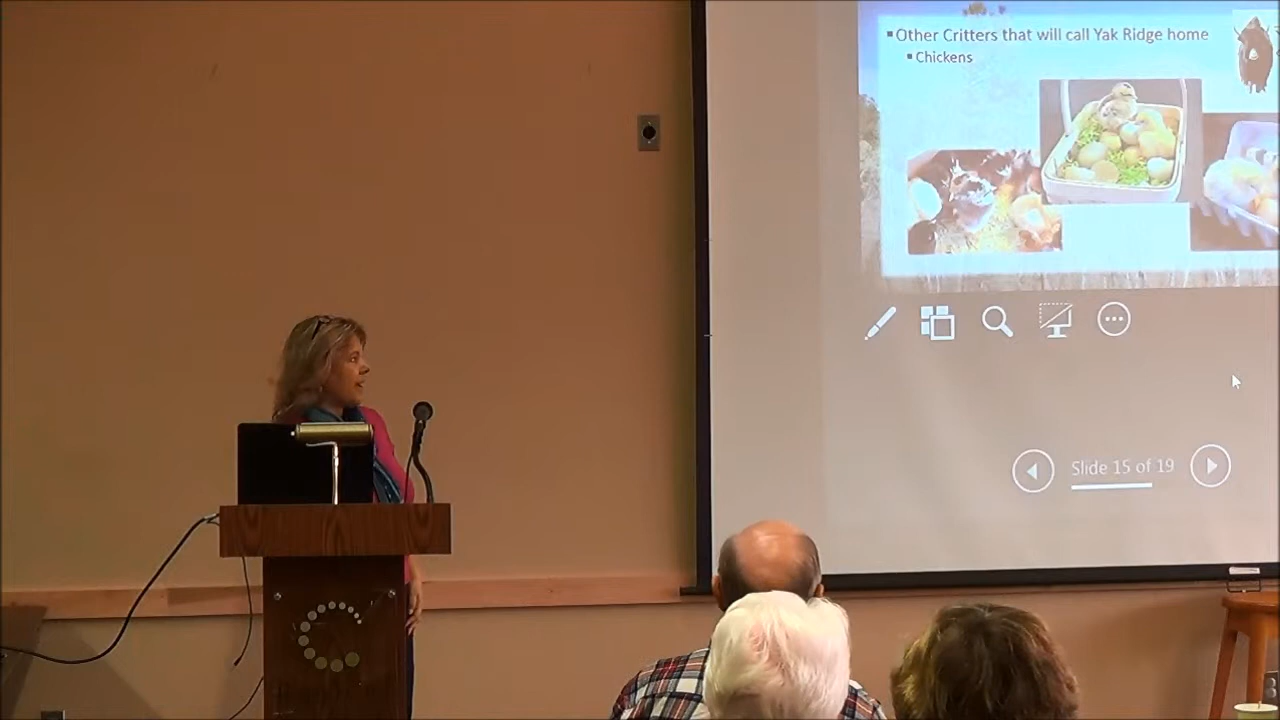 ▪Other Critters that will call Yak Ridge home
▪Chickens
Slide 15 of 19